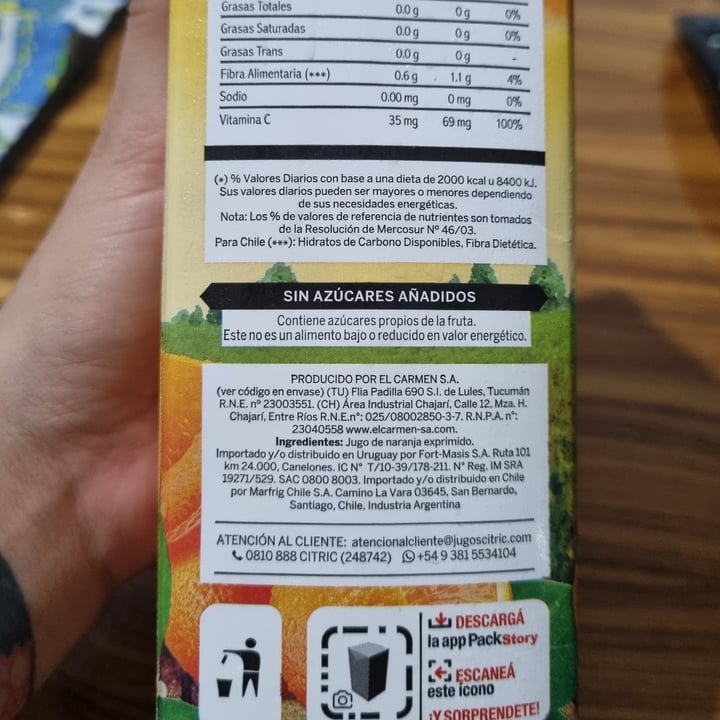 Grasas Totales 0.0 g 0 g 0%
Grasas Saturadas 0.0 g 0 g 0%
Grasas Trans 0.0 g 0 g -
Fibra Alimentaria (***) 0.6 g 1.1 g 4%
Sodio 0.00 mg 0 mg 0%
Vitamina C 35 mg 69 mg 100%
(*) % Valores Diarios con base a una dieta de 2000 kcal u 8400 kJ.
Sus valores diarios pueden ser mayores o menores dependiendo
de sus necesidades energéticas.
Nota: Los % de valores de referencia de nutrientes son tomados
de la Resolución de Mercosur Nº 46/03.
Para Chile (***): Hidratos de Carbono Disponibles, Fibra Dietética.
SIN AZÚCARES AÑADIDOS
Contiene azúcares propios de la fruta.
Este no es un alimento bajo o reducido en valor energético.
PRODUCIDO POR EL CARMEN S.A.
(ver código en envase) (TU) Flia Padilla 690 S.I. de Lules, Tucumán
R.N.E. nº 23003551. (CH) Área Industrial Chajarí, Calle 12, Mza. H.
Chajarí, Entre Ríos R.N.E.nº: 025/08002850-3-7. R.N.P.A. nº:
23040558 www.elcarmen-sa.com.
Ingredientes: Jugo de naranja exprimido.
Importado y/o distribuido en Uruguay por Fort-Masis S.A. Ruta 101
km 24.000, Canelones. IC Nº T/10-39/178-211. Nº Reg. IM SRA
19271/529. SAC 0800 8003. Importado y/o distribuido en Chile
por Marfrig Chile S.A. Camino La Vara 03645, San Bernardo,
Santiago, Chile. Industria Argentina
ATENCIÓN AL CLIENTE: atencionalcliente@jugoscitric.com
0810 888 CITRIC (248742) +54 9 381 5534104
DESCARGÁ
la app PackStory
ESCANEÁ
este ícono
¡Y SORPRENDETE!